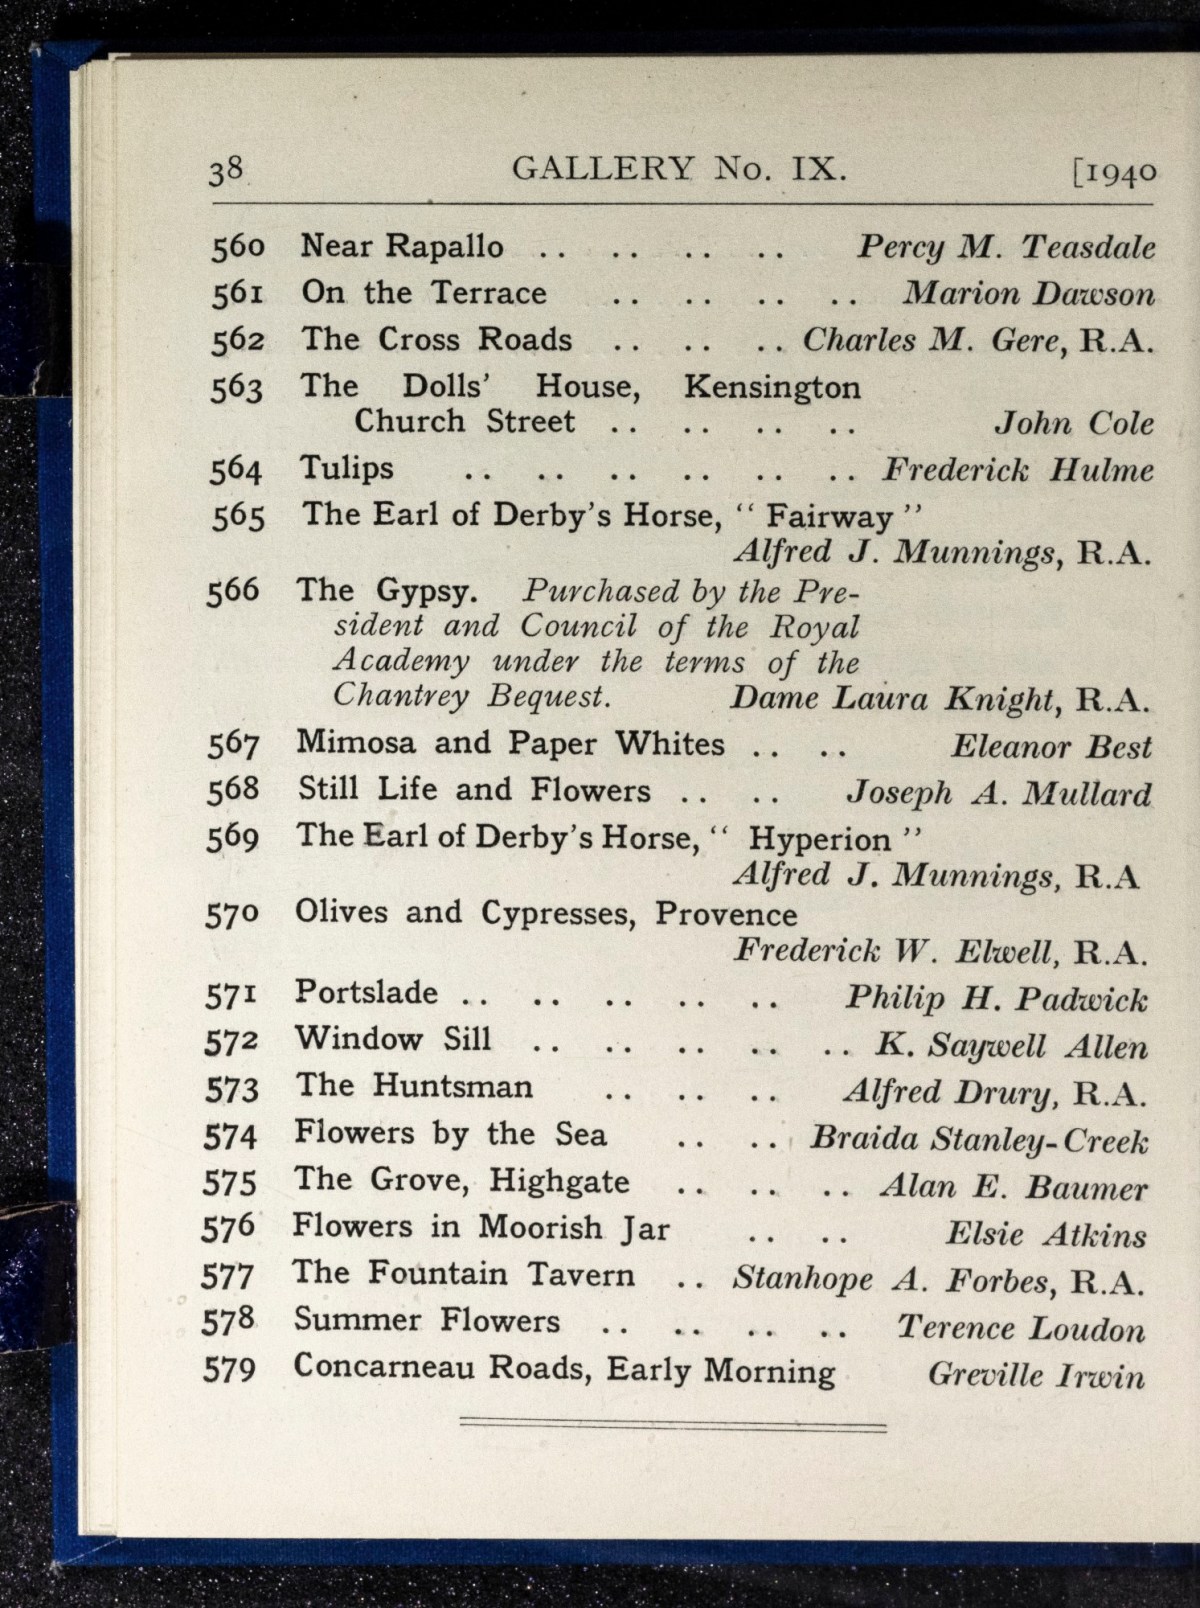 38 GALLERY No. IX. [1940
560 Near Rapallo .. .. .. .. Percy M. Teasdale
561 On the Terrace .. .. .. .. Marion Dawson
562 The Cross Roads .. .. .. Charles M. Gere, R.A.
563 The Dolls' House, Kensington
Church Street .. .. .. .. John Cole
564 Tulips .. .. .. .. .. .. Frederick Hulme
565 The Earl of Derby's Horse, " Fairway "
Alfred J. Munnings, R.A.
566 The Gypsy. Purchased by the Pre-
sident and Council of the Royal
Academy under the terms of the
Chantrey Bequest. Dame Laura Knight, R.A.
567 Mimosa and Paper Whites .. .. Eleanor Best
568 Still Life and Flowers .. .. Joseph A. Mullard
569 The Earl of Derby's Horse, " Hyperion "
Alfred J. Munnings, R.A
570 Olives and Cypresses, Provence
Frederick W. Elwell, R.A.
571 Portslade .. .. .. .. .. Philip H. Padwick
572 Window Sill .. .. .. .. .. K. Saywell Allen
573 The Huntsman .. .. .. Alfred Drury, R.A.
574 Flowers by the Sea .. .. Braida Stanley-Creek
575 The Grove, Highgate .. .. .. Alan E. Baumer
576 Flowers in Moorish Jar .. .. Elsie Atkins
577 The Fountain Tavern .. Stanhope A. Forbes, R.A.
578 Summer Flowers .. .. .. .. Terence Loudon
579 Concarneau Roads, Early Morning Greville Irwin